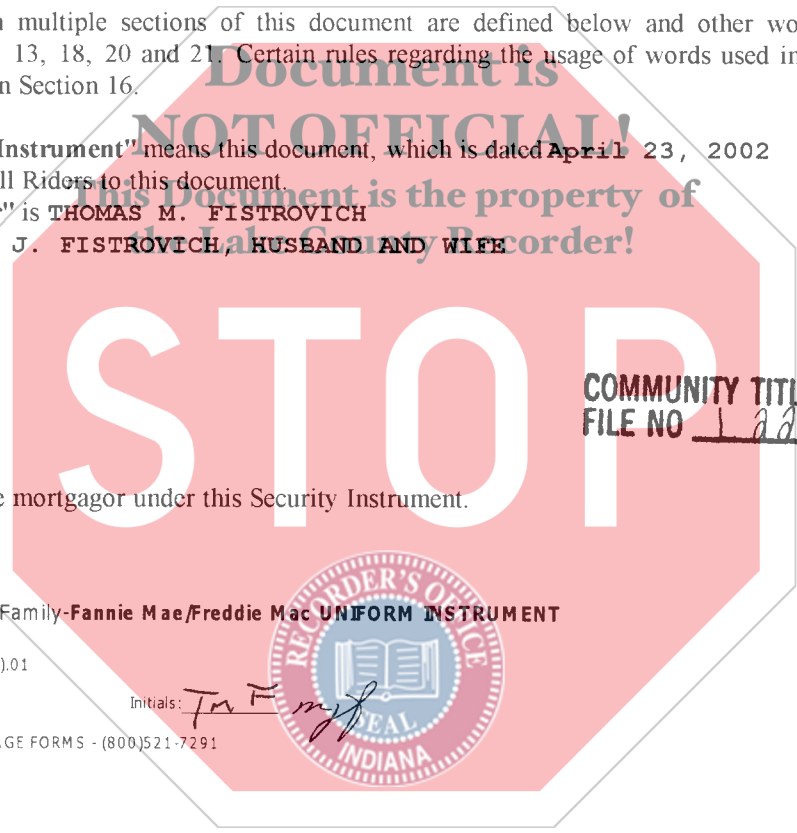 multiple sections of this document are defined below and other wo
13, 18, 20 and 21. Certain rules regarding the usage of words used in
n Section 16.
Document is
NOT OFFICIAL!
This Document is the property of
the Lake County Recorder!
Instrument" means this document, which is dated April 23, 2002
ll Riders to this document.
" is THOMAS M. FISTROVICH
J. FISTROVICH, HUSBAND AND WIFE
STOP
COMMUNITY TITL
FILE NO 122
e mortgagor under this Security Instrument.
Family-Fannie Mae/Freddie Mac UNIFORM INSTRUMENT
).01
Initials: TMF mjf
GE FORMS - (800)521-7291
RECORDER'S OFFICE
SEAL
INDIANA